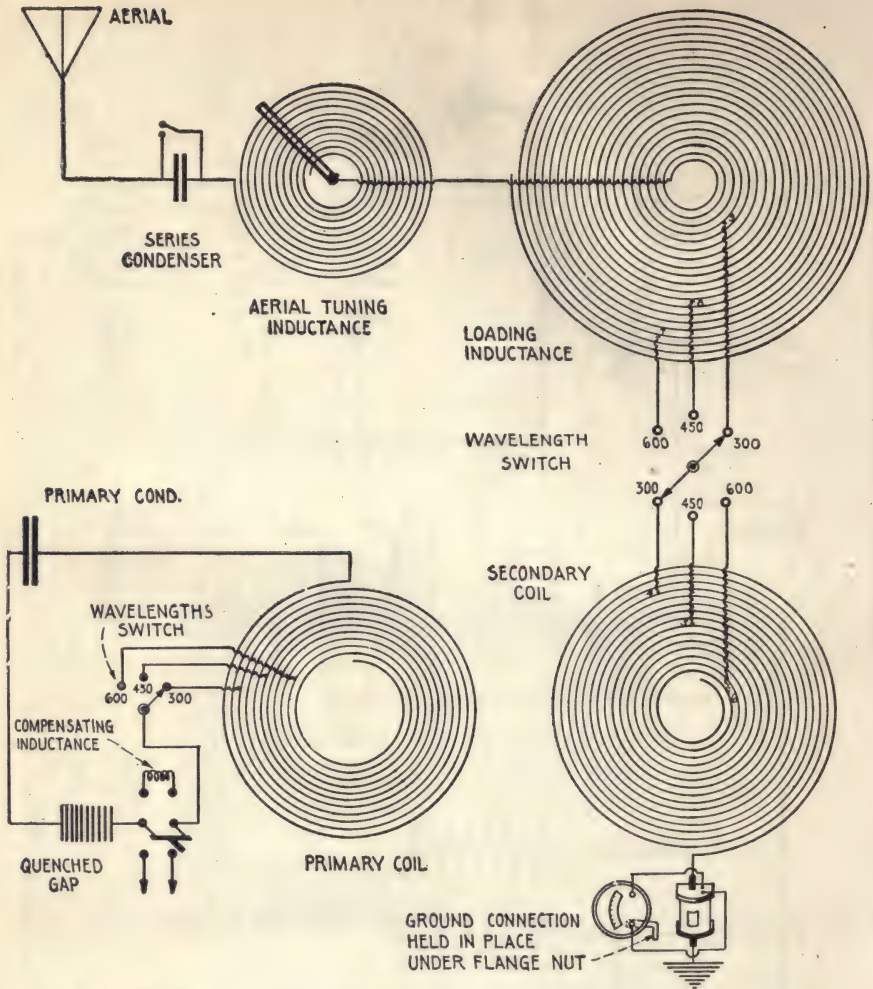 AERIAL
SERIES
CONDENSER
AERIAL TUNING
INDUCTANCE
LOADING
INDUCTANCE
WAVELENGTH
SWITCH
600
450
300
300
450
600
PRIMARY COND.
SECONDARY
COIL
WAVELENGTHS
SWITCH
600
450
300
COMPENSATING
INDUCTANCE
QUENCHED
GAP
PRIMARY COIL
GROUND CONNECTION
HELD IN PLACE
UNDER FLANGE NUT